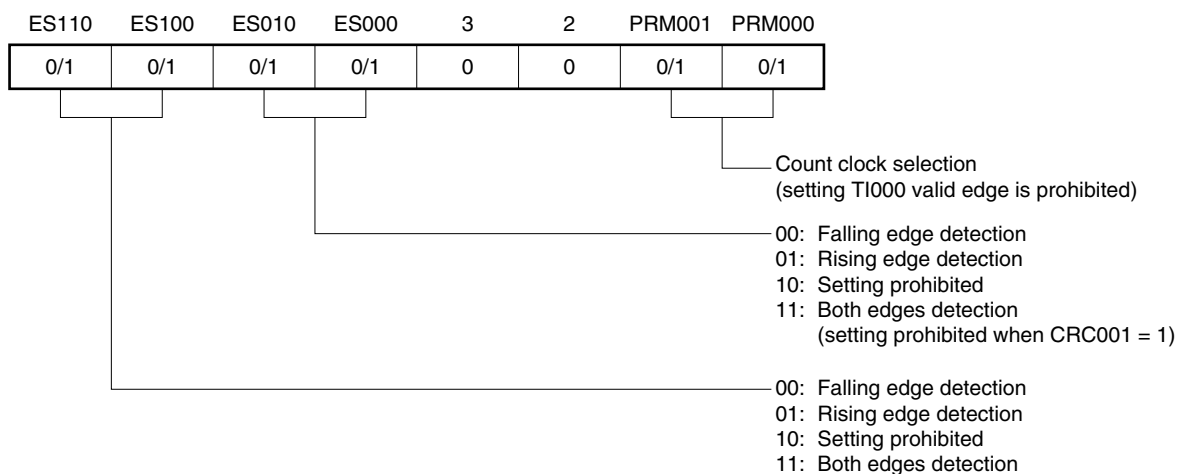 ES110 ES100 ES010 ES000 3 2 PRM001 PRM000
0/1 0/1 0/1 0/1 0 0 0/1 0/1
Count clock selection
(setting TI000 valid edge is prohibited)
00: Falling edge detection
01: Rising edge detection
10: Setting prohibited
11: Both edges detection
(setting prohibited when CRC001 = 1)
00: Falling edge detection
01: Rising edge detection
10: Setting prohibited
11: Both edges detection